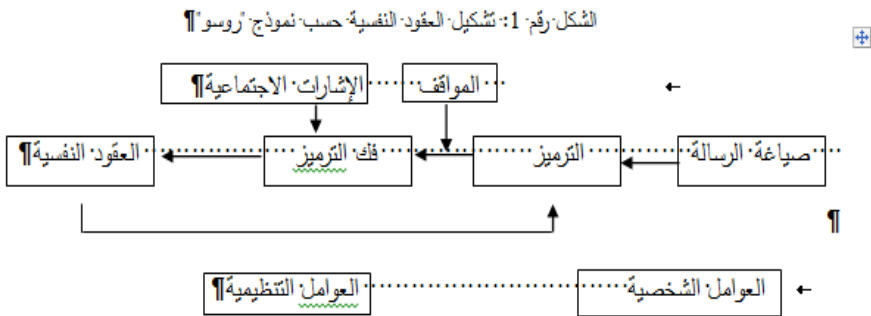 الشكل رقم 1: تشكيل العقود النفسية حسب نموذج "روسو"
المواقف الإشارات الاجتماعية
صياغة الرسالة الترميز فك الترميز العقود النفسية
العوامل الشخصية العوامل التنظيمية